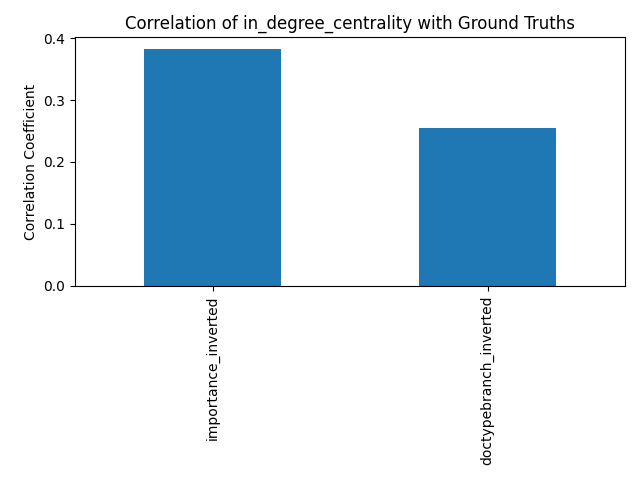 Correlation of in_degree_centrality with Ground Truths
Correlation Coefficient
0.4
0.3
0.2
0.1
0.0
importance_inverted
doctypebranch_inverted